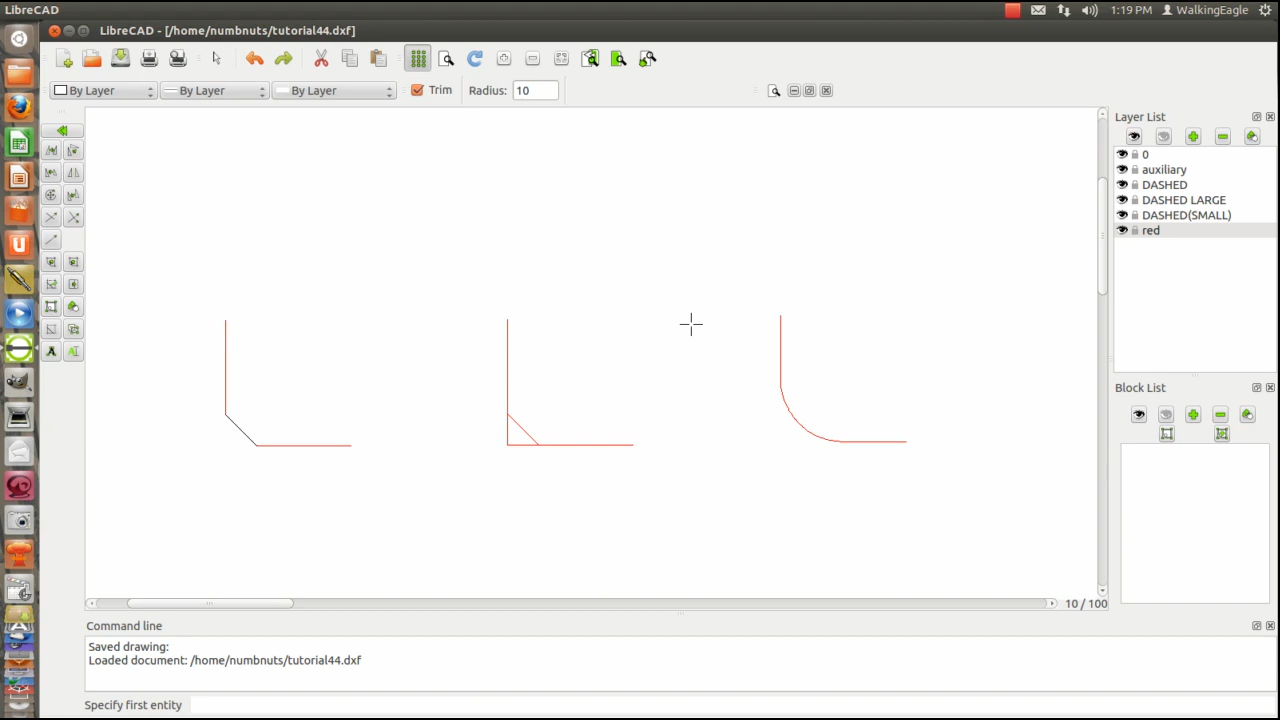 LibreCAD
1:19 PM WalkingEagle
LibreCAD - [/home/numbnuts/tutorial44.dxf]
By Layer By Layer By Layer Trim Radius: 10
Layer List
0
auxiliary
DASHED
DASHED LARGE
DASHED(SMALL)
red
Block List
10 / 100
Command line
Saved drawing:
Loaded document: /home/numbnuts/tutorial44.dxf
Specify first entity